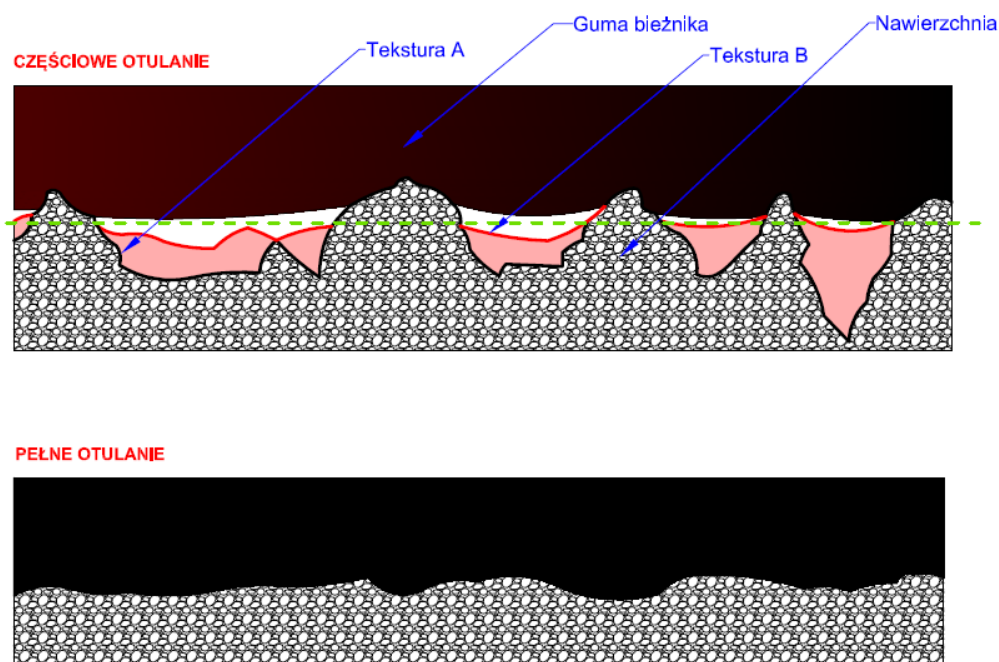 Guma bieżnika
Nawierzchnia
Tekstura A
Tekstura B
CZĘŚCIOWE OTULANIE
PEŁNE OTULANIE